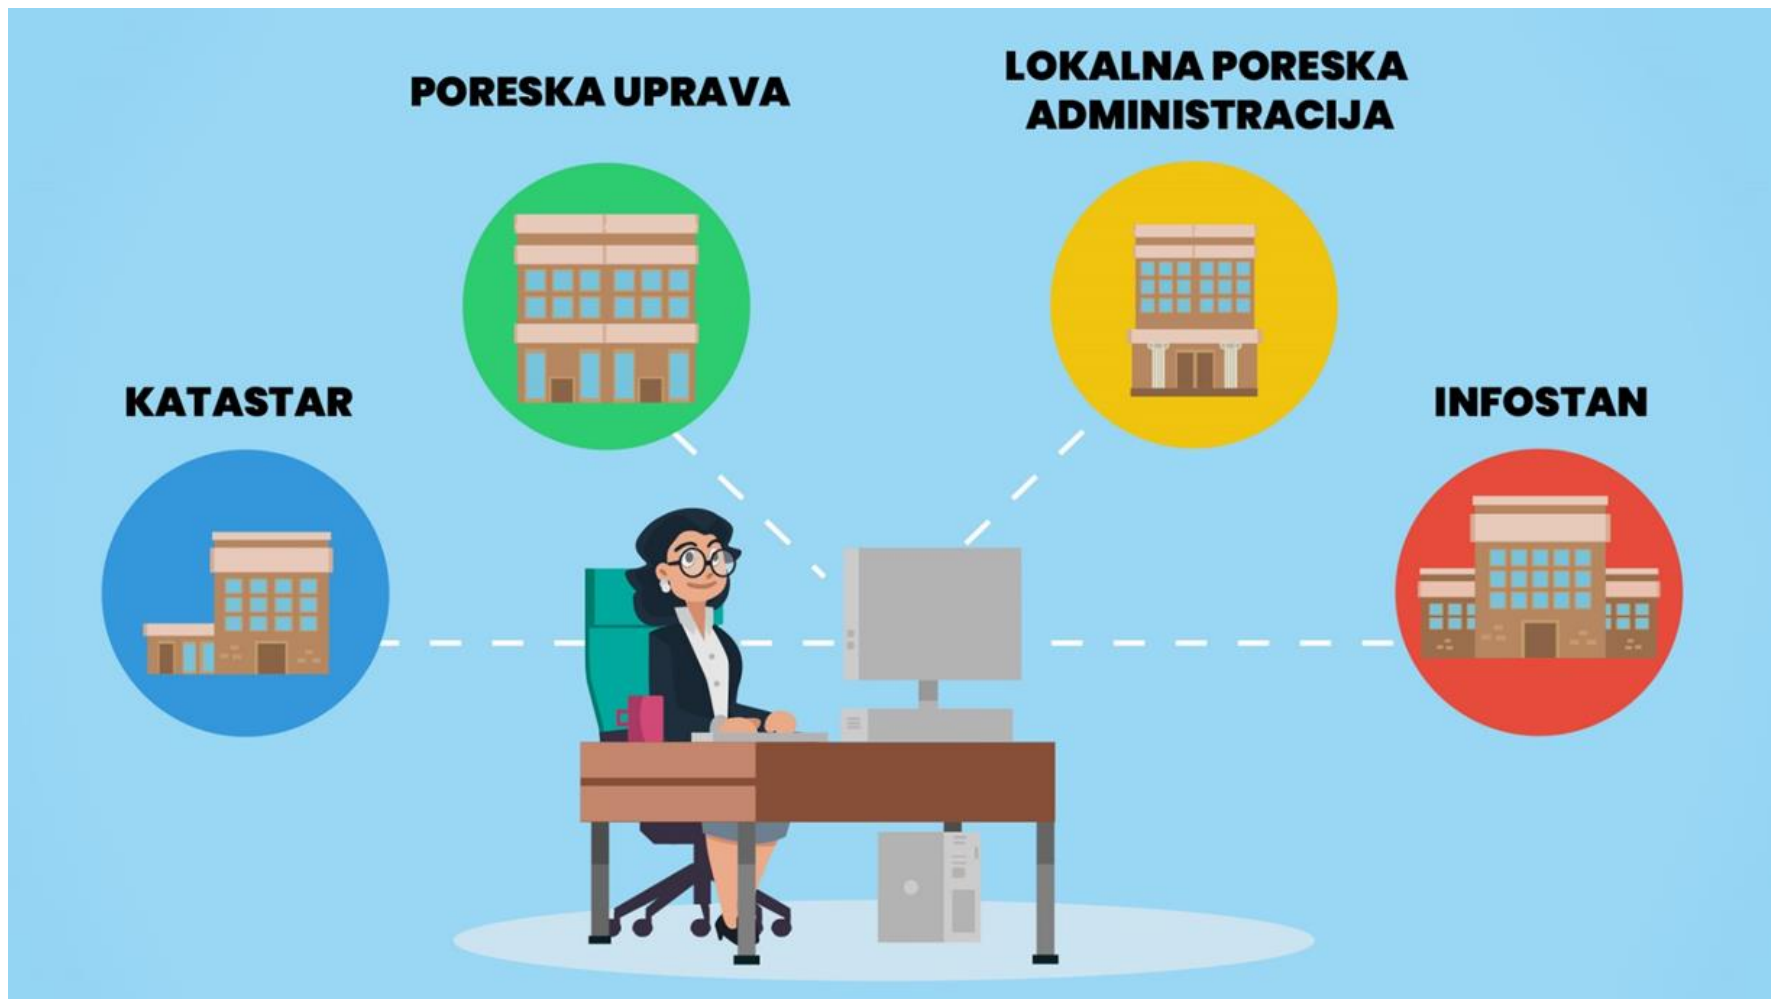 PORESKA UPRAVA
LOKALNA PORESKA
ADMINISTRACIJA
KATASTAR
INFOSTAN